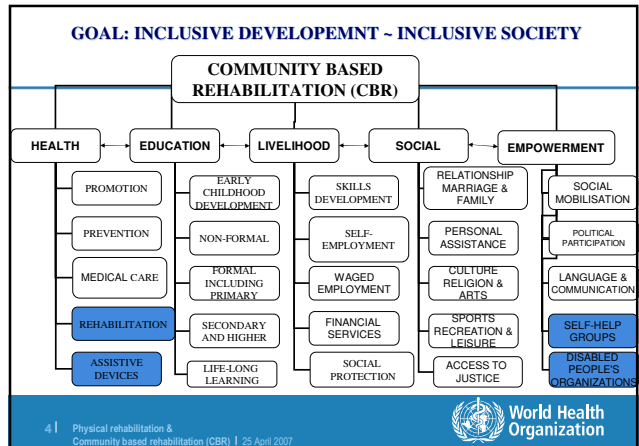 GOAL: INCLUSIVE DEVELOPEMNT ~ INCLUSIVE SOCIETY
COMMUNITY BASED
REHABILITATION (CBR)
HEALTH
EDUCATION
LIVELIHOOD
SOCIAL
EMPOWERMENT
PROMOTION
PREVENTION
MEDICAL CARE
REHABILITATION
ASSISTIVE
DEVICES
EARLY
CHILDHOOD
DEVELOPMENT
NON-FORMAL
FORMAL
INCLUDING
PRIMARY
SECONDARY
AND HIGHER
LIFE-LONG
LEARNING
SKILLS
DEVELOPMENT
SELF-
EMPLOYMENT
WAGED
EMPLOYMENT
FINANCIAL
SERVICES
SOCIAL
PROTECTION
RELATIONSHIP
MARRIAGE &
FAMILY
PERSONAL
ASSISTANCE
CULTURE
RELIGION &
ARTS
SPORTS
RECREATION &
LEISURE
ACCESS TO
JUSTICE
SOCIAL
MOBILISATION
POLITICAL
PARTICIPATION
LANGUAGE &
COMMUNICATION
SELF-HELP
GROUPS
DISABLED
PEOPLE'S
ORGANIZATIONS
4 |
Physical rehabilitation &
Community based rehabilitation (CBR) | 25 April 2007
World Health
Organization